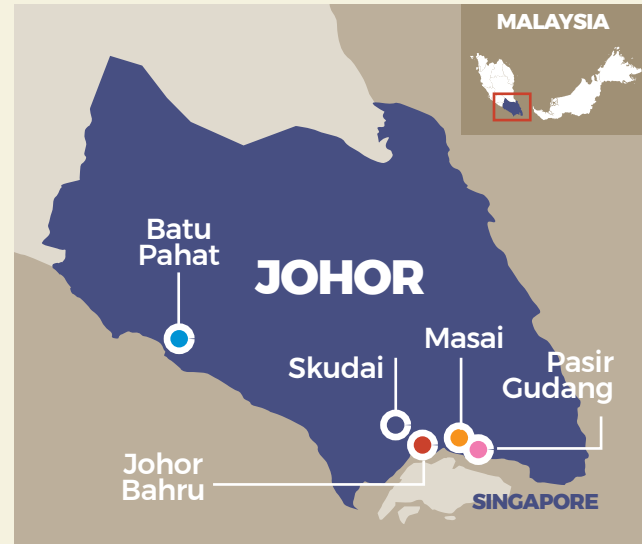 MALAYSIA
Batu
Pahat
JOHOR
Masai
Skudai
Pasir
Gudang
Johor
Bahru
SINGAPORE